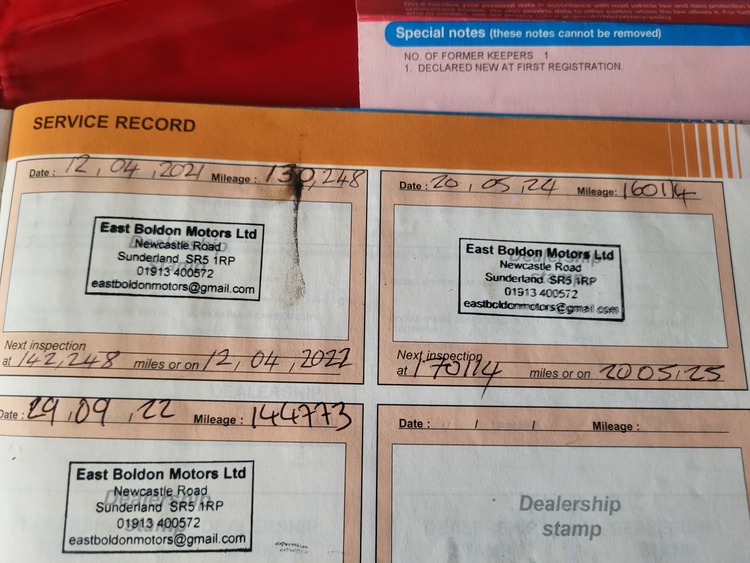 Special notes (these notes cannot be removed)
NO. OF FORMER KEEPERS 1
1. DECLARED NEW AT FIRST REGISTRATION.
SERVICE RECORD
Date : 12,04,2021 Mileage : 130,248
East Boldon Motors Ltd
Newcastle Road
Sunderland SR5 1RP
01913 400572
eastboldonmotors@gmail.com
Next inspection
at 142,248 miles or on 12,04,2022
Date : 20,05,24 Mileage: 160114
Dealership
stamp
East Boldon Motors Ltd
Newcastle Road
Sunderland SR5 1RP
01913 400572
eastboldonmotors@gmail.com
Next inspection
at 170114 miles or on 20 05,25
Date : 29,09,22 Mileage : 144773
Dealership
stamp
East Boldon Motors Ltd
Newcastle Road
Sunderland SR5 1RP
01913 400572
eastboldonmotors@gmail.com
Date : / / Mileage :
Dealership
stamp